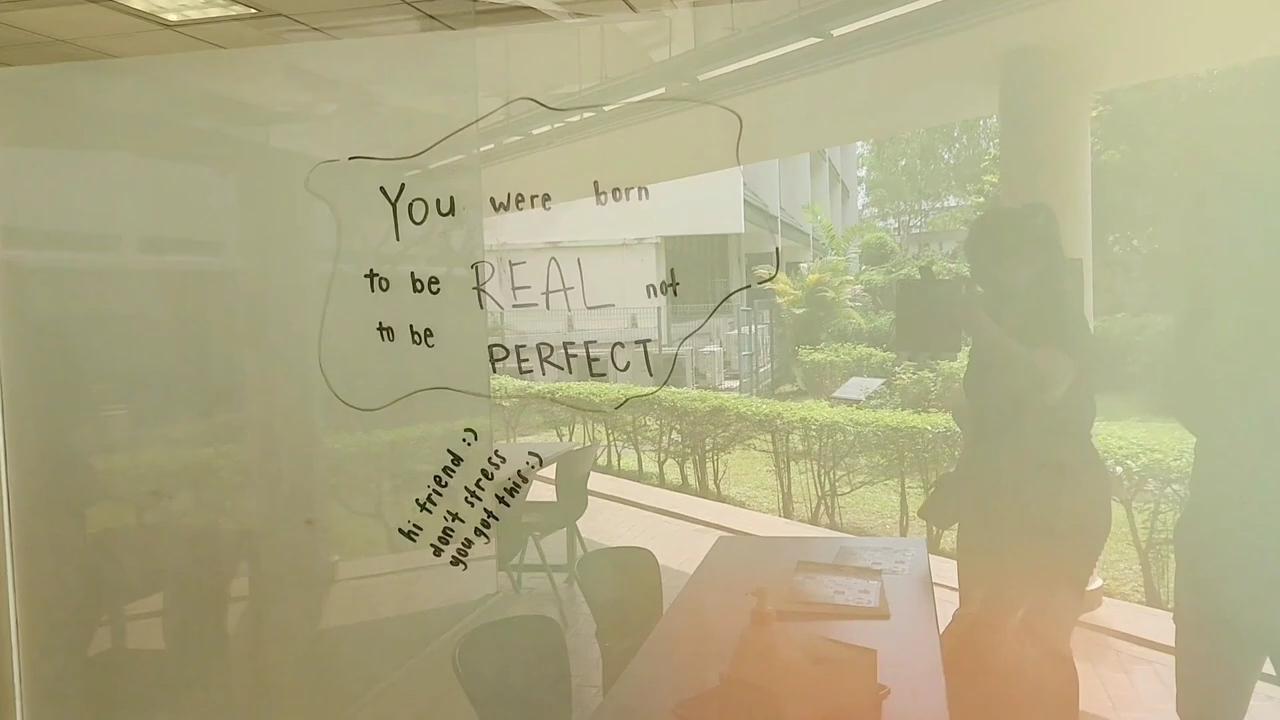 You were born
to be REAL not
to be PERFECT
hi friend :)
don't stress
you got this :)